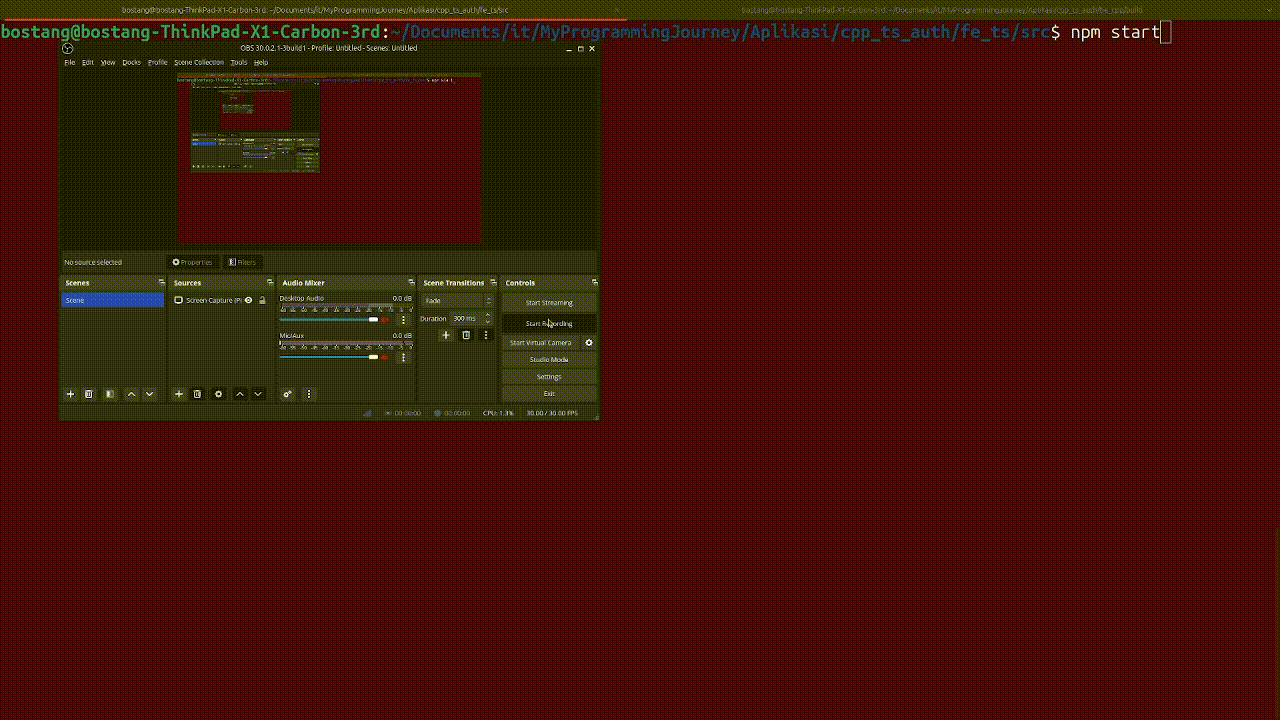 bostang@bostang-ThinkPad-X1-Carbon-3rd: ~/Documents/it/MyProgrammingJourney/Aplikasi/cpp_ts_auth/fe_ts/src
bostang@bostang-ThinkPad-X1-Carbon-3rd: ~/Documents/it/MyProgrammingJourney/Aplikasi/cpp_ts_auth/be_cpp/build
bostang@bostang-ThinkPad-X1-Carbon-3rd:~/Documents/it/MyProgrammingJourney/Aplikasi/cpp_ts_auth/fe_ts/src$ npm start
OBS 30.0.2.1-3build1 - Profile: Untitled - Scenes: Untitled
File Edit View Docks Profile Scene Collection Tools Help
No source selected Properties Filters
Scenes Sources Audio Mixer Scene Transitions Controls
Scene
Screen Capture (Pi
Desktop Audio 0.0 dB
Mic/Aux 0.0 dB
Fade
Duration 300 ms
Start Streaming
Start Recording
Start Virtual Camera
Studio Mode
Settings
Exit
00:00:00 00:00:00 CPU: 1.3% 30.00 / 30.00 FPS